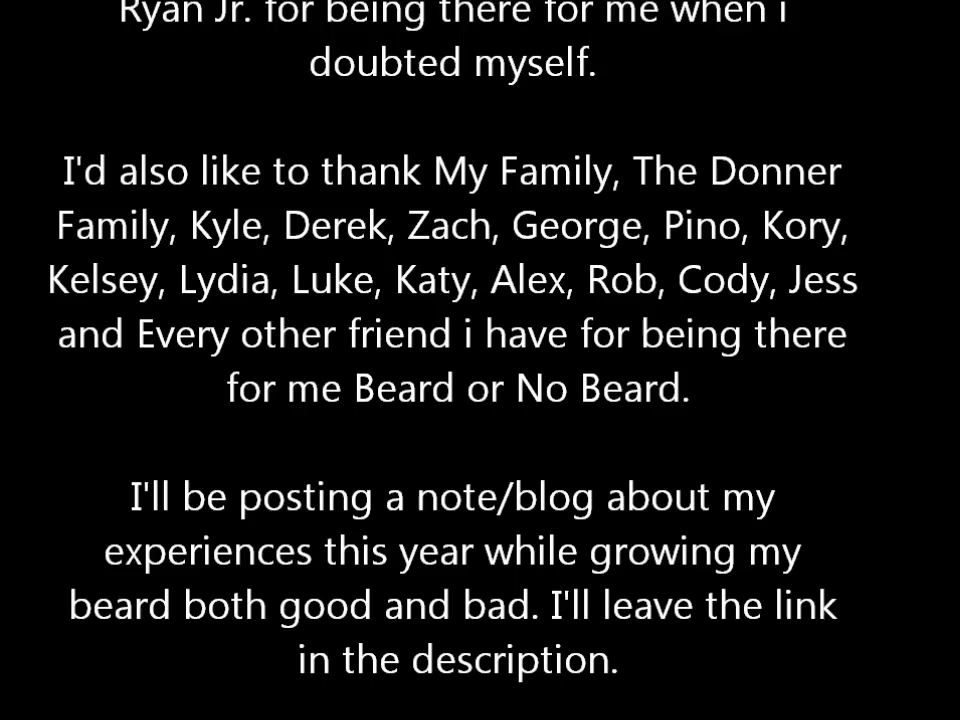 Ryan Jr. for being there for me when i
doubted myself.
I'd also like to thank My Family, The Donner
Family, Kyle, Derek, Zach, George, Pino, Kory,
Kelsey, Lydia, Luke, Katy, Alex, Rob, Cody, Jess
and Every other friend i have for being there
for me Beard or No Beard.
I'll be posting a note/blog about my
experiences this year while growing my
beard both good and bad. I'll leave the link
in the description.